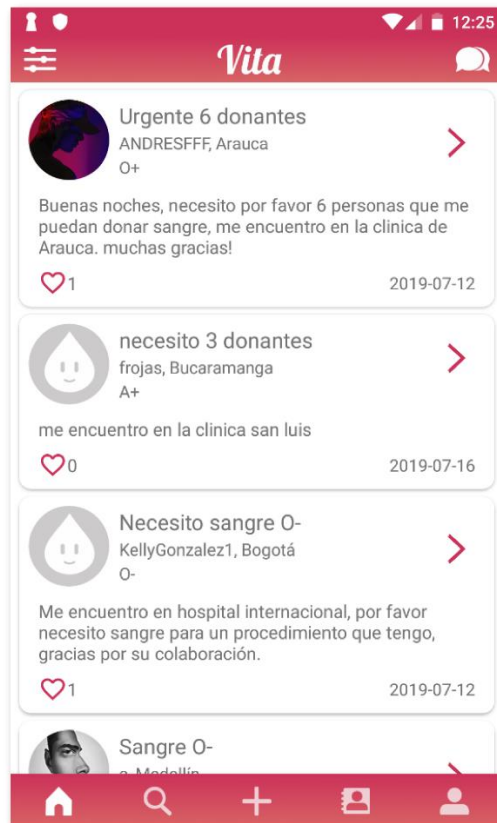 12:25
Vita
Urgente 6 donantes
ANDRESFFF, Arauca
O+
Buenas noches, necesito por favor 6 personas que me
puedan donar sangre, me encuentro en la clinica de
Arauca. muchas gracias!
1
2019-07-12
necesito 3 donantes
frojas, Bucaramanga
A+
me encuentro en la clinica san luis
0
2019-07-16
Necesito sangre O-
KellyGonzalez1, Bogotá
O-
Me encuentro en hospital internacional, por favor
necesito sangre para un procedimiento que tengo,
gracias por su colaboración.
1
2019-07-12
Sangre O-
Medellín